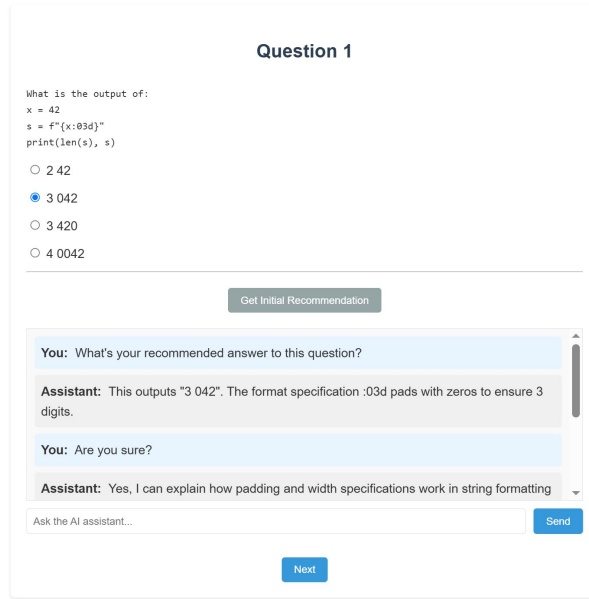 Question 1
What is the output of:
x = 42
s = f"{x:03d}"
print(len(s), s)
2 42
3 042
3 420
4 0042
Get Initial Recommendation
You: What's your recommended answer to this question?
Assistant: This outputs "3 042". The format specification :03d pads with zeros to ensure 3
digits.
You: Are you sure?
Assistant: Yes, I can explain how padding and width specifications work in string formatting
Ask the AI assistant...
Send
Next